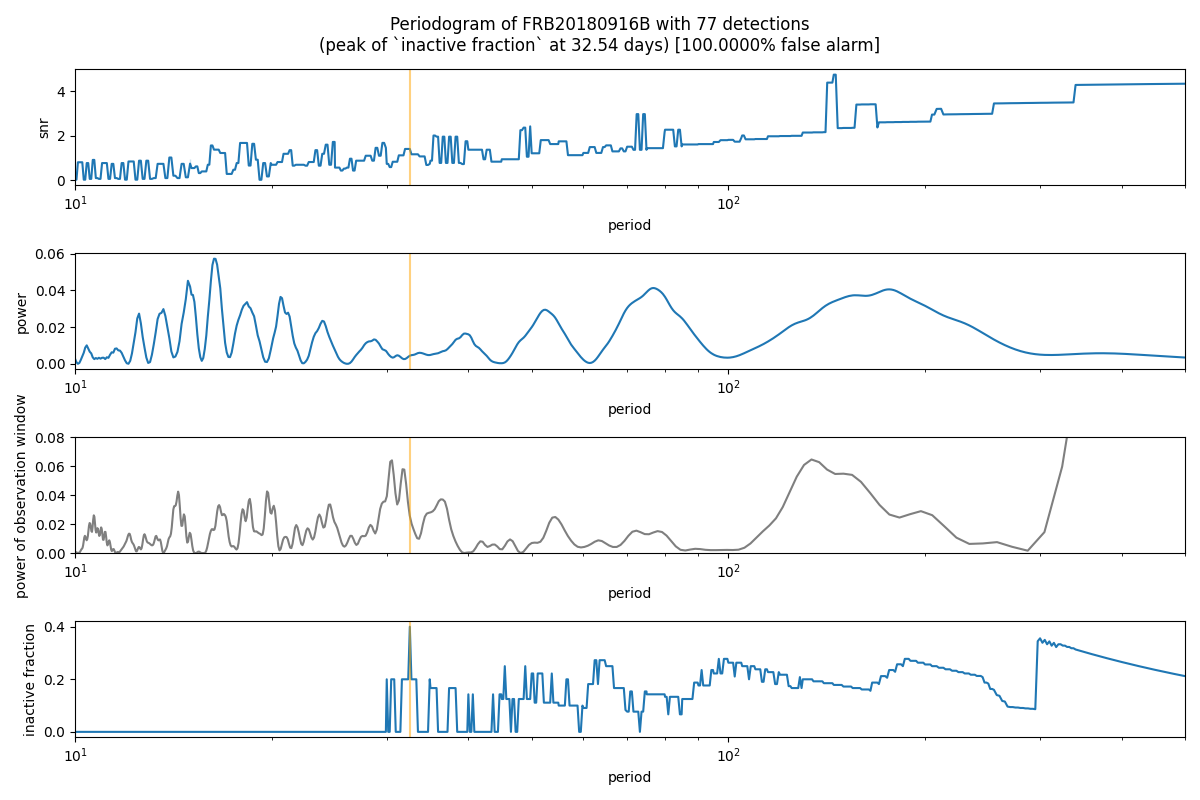 Periodogram of FRB20180916B with 77 detections
(peak of `inactive fraction` at 32.54 days) [100.0000% false alarm]
snr
4
2
0
10^1
10^2
period
power
0.06
0.04
0.02
0.00
10^1
10^2
period
power of observation window
0.08
0.06
0.04
0.02
0.00
10^1
10^2
period
inactive fraction
0.4
0.2
0.0
10^1
10^2
period